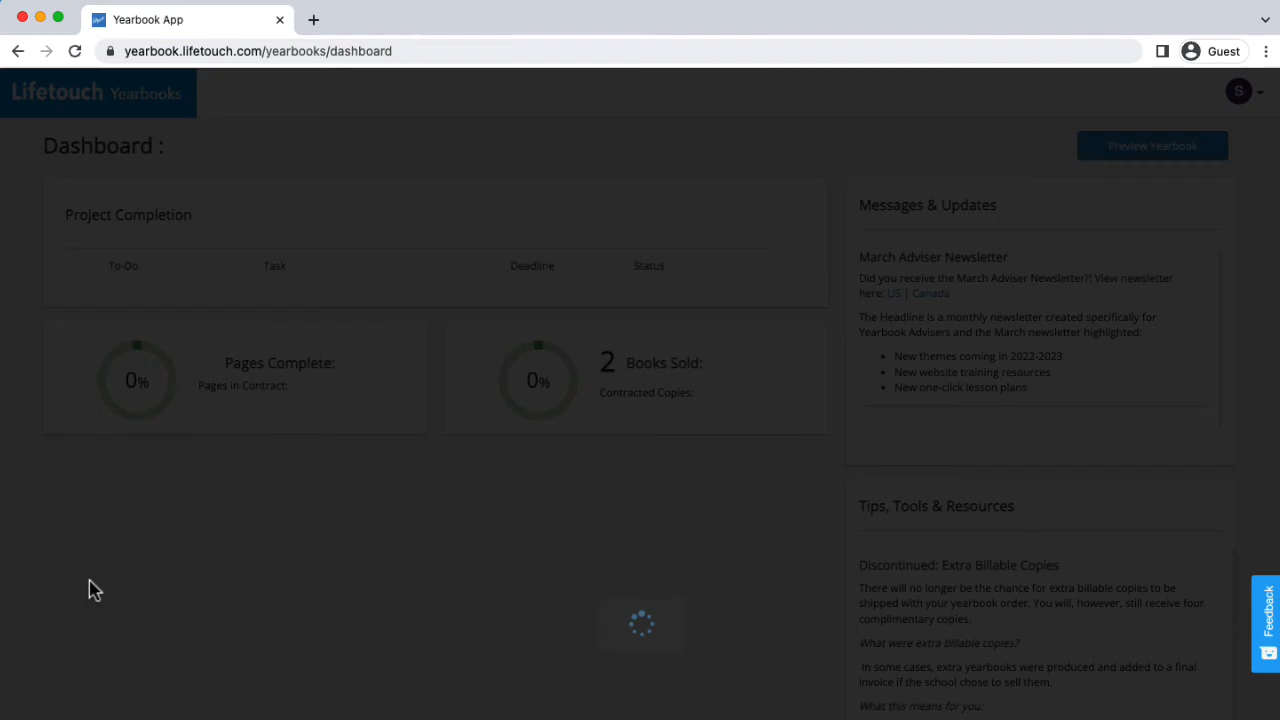 Yearbook App
yearbook.lifetouch.com/yearbooks/dashboard
Guest
Lifetouch Yearbooks
S
Dashboard :
Preview Yearbook
Project Completion
To-Do Task Deadline Status
0%
Pages Complete:
Pages in Contract:
0%
2 Books Sold:
Contracted Copies:
Messages & Updates
March Adviser Newsletter
Did you receive the March Adviser Newsletter?! View newsletter
here: US | Canada
The Headline is a monthly newsletter created specifically for
Yearbook Advisers and the March newsletter highlighted:
• New themes coming in 2022-2023
• New website training resources
• New one-click lesson plans
Tips, Tools & Resources
Discontinued: Extra Billable Copies
There will no longer be the chance for extra billable copies to be
shipped with your yearbook order. You will, however, still receive four
complimentary copies.
What were extra billable copies?
In some cases, extra yearbooks were produced and added to a final
invoice if the school chose to sell them.
What this means for you:
Feedback